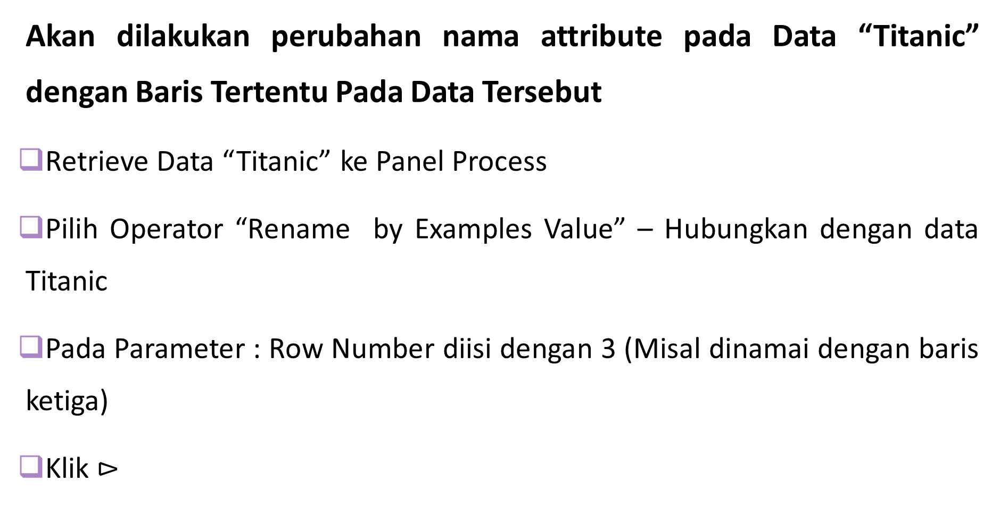 Akan dilakukan perubahan nama attribute pada Data “Titanic”
dengan Baris Tertentu Pada Data Tersebut
❑Retrieve Data “Titanic” ke Panel Process
❑Pilih Operator “Rename by Examples Value” – Hubungkan dengan data
Titanic
❑Pada Parameter : Row Number diisi dengan 3 (Misal dinamai dengan baris
ketiga)
❑Klik ⊳